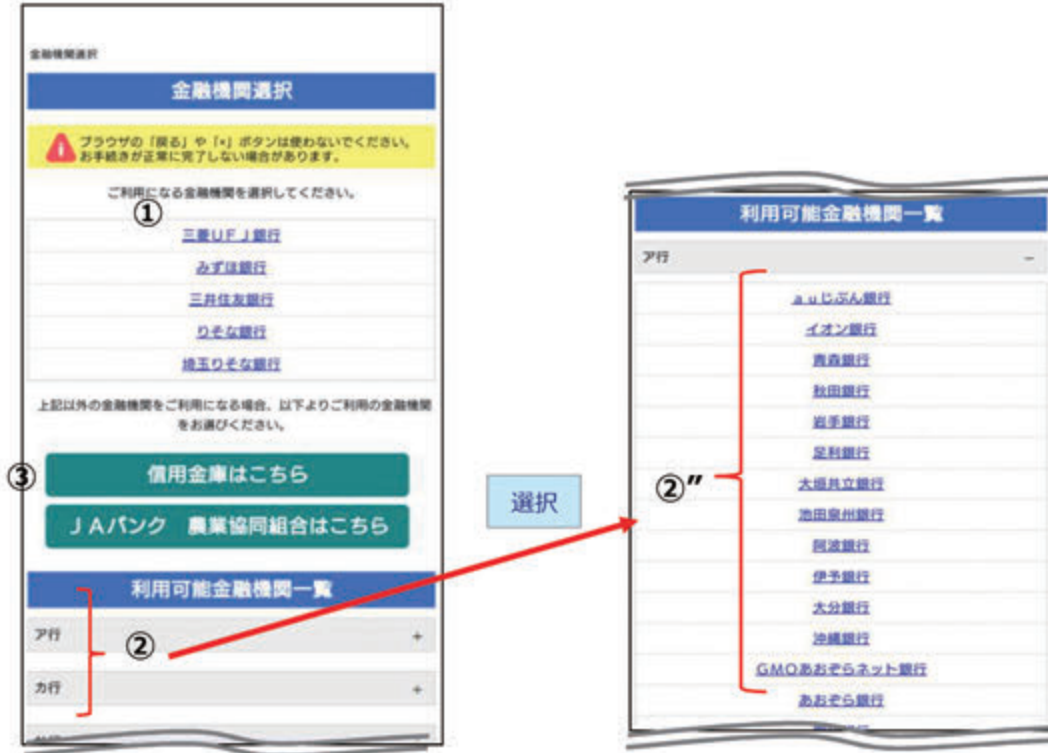 金融機関選択
金融機関選択
ブラウザの「戻る」や「×」ボタンは使わないでください。
お手続きが正常に完了しない場合があります。
ご利用になる金融機関を選択してください。
①
三菱UFJ銀行
みずほ銀行
三井住友銀行
りそな銀行
埼玉りそな銀行
上記以外の金融機関をご利用になる場合、以下よりご利用の金融機関
をお選びください。
③
信用金庫はこちら
JAバンク 農業協同組合はこちら
利用可能金融機関一覧
②
ア行 +
カ行 +
選択
利用可能金融機関一覧
ア行 −
②″
auじぶん銀行
イオン銀行
青森銀行
秋田銀行
岩手銀行
足利銀行
大垣共立銀行
池田泉州銀行
阿波銀行
伊予銀行
大分銀行
沖縄銀行
GMOあおぞらネット銀行
あおぞら銀行